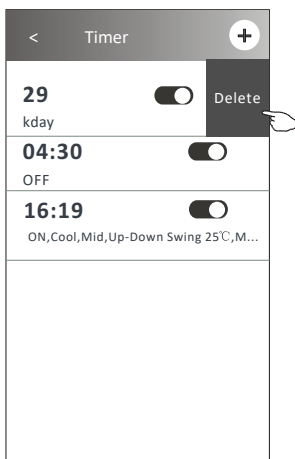 < Timer +
29 Delete
kday
04:30
OFF
16:19
ON,Cool,Mid,Up-Down Swing 25℃,M...